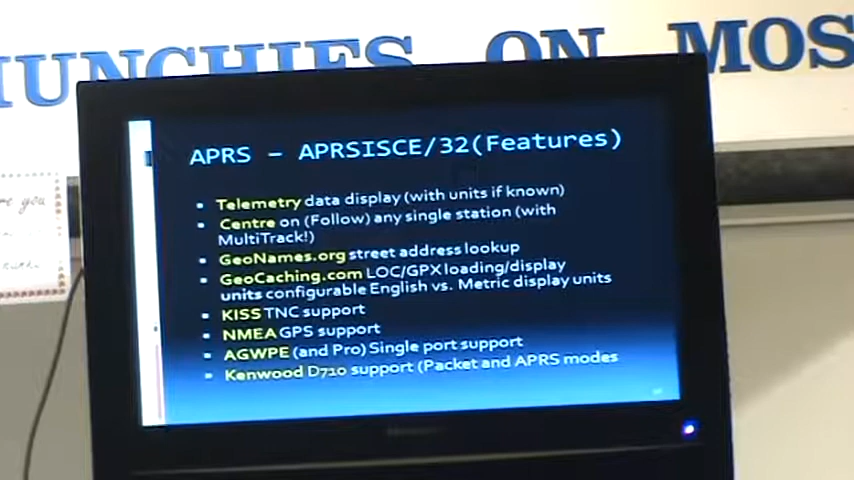 UNCHIES ON MOS
APRS – APRSISCE/32(Features)
Telemetry data display (with units if known)
Centre on (Follow) any single station (with
MultiTrack!)
GeoNames.org street address lookup
GeoCaching.com LOC/GPX loading/display
units configurable English vs. Metric display units
KISS TNC support
NMEA GPS support
AGWPE (and Pro) Single port support
Kenwood D710 support (Packet and APRS modes
re you